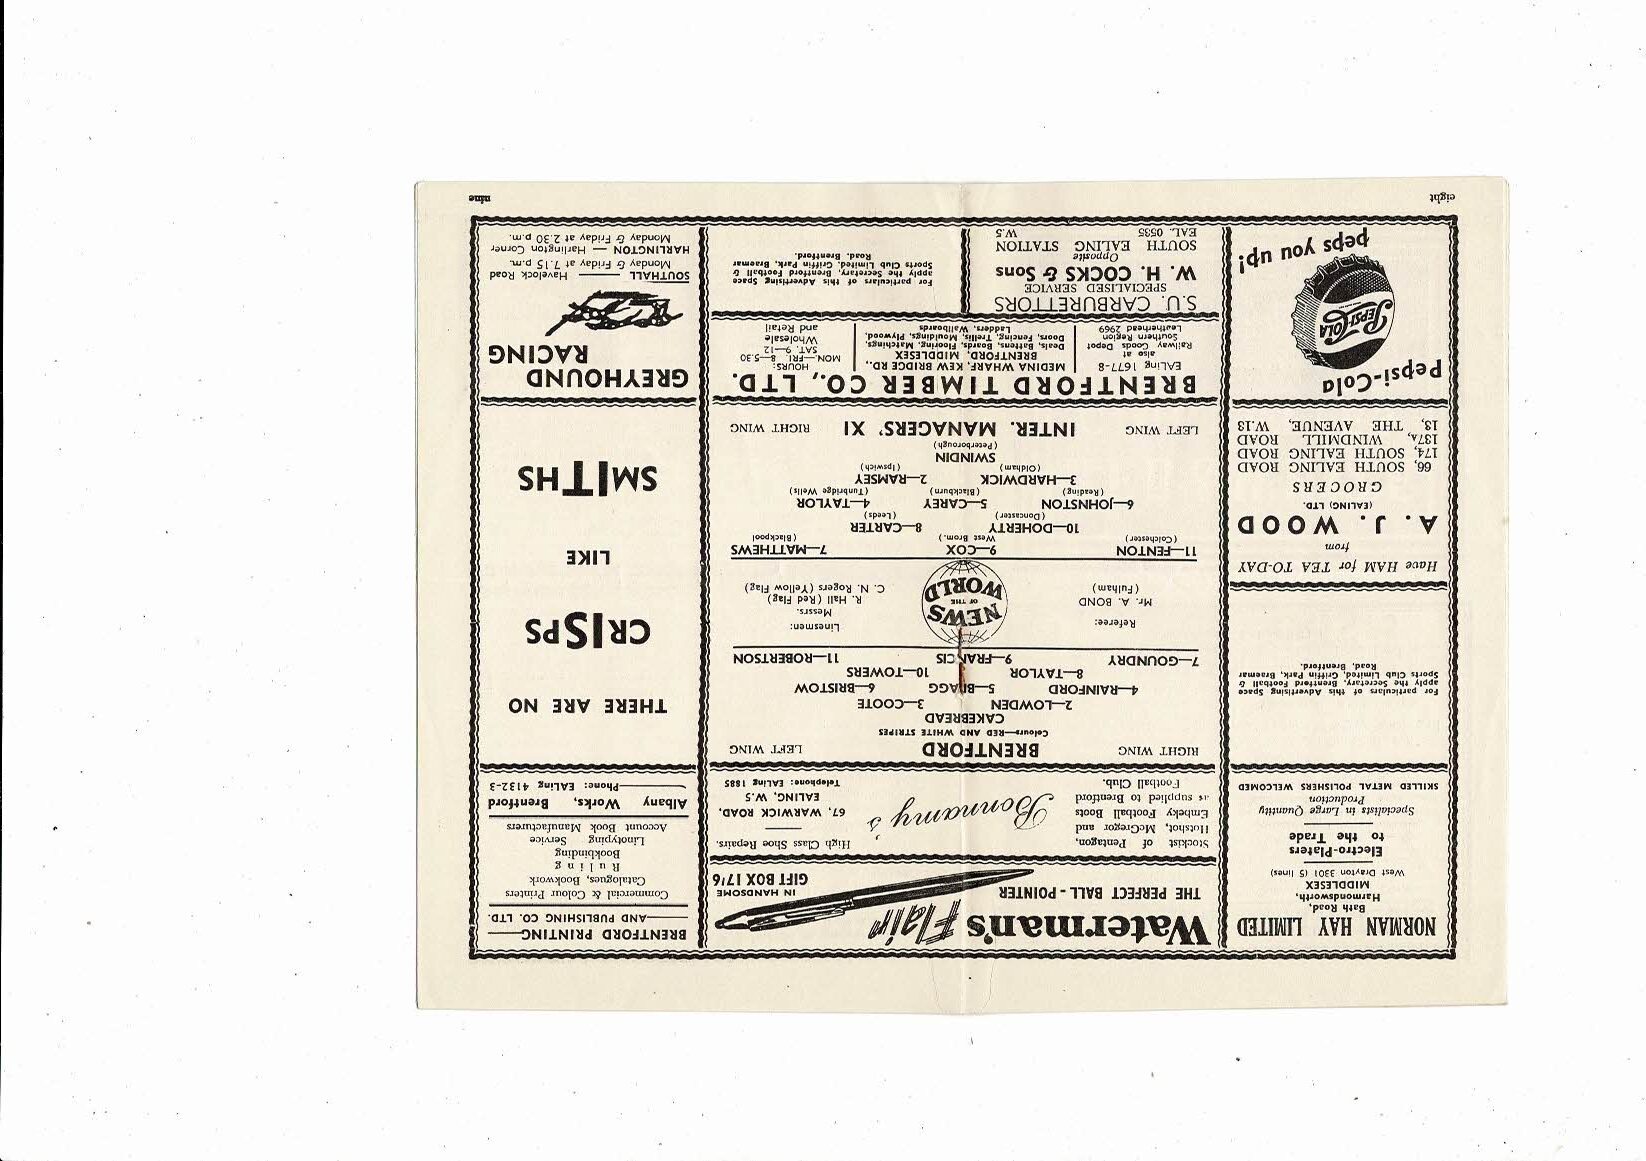 NORMAN HAY LIMITED
Bath Road,
Harmondsworth,
MIDDLESEX
West Drayton 3301 (5 lines)
Electro-Platers
to the Trade
Specialists in Large Quantity
Production
SKILLED METAL POLISHERS WELCOMED
For particulars of this Advertising Space
apply the Secretary, Brentford Football &
Sports Club Limited, Griffin Park, Braemar
Road, Brentford.
Have HAM for TEA TO-DAY
from
A. J. WOOD
(EALING) LTD.
GROCERS
66, SOUTH EALING ROAD
174, SOUTH EALING ROAD
137A, WINDMILL ROAD
13, THE AVENUE, W.13
Pepsi-Cola
PEPSI-COLA
peps you up!
eight
Waterman's Flair
THE PERFECT BALL - POINTER
IN HANDSOME
GIFT BOX 17/6
Stockist of Pentagon,
Hotshot, McGregor and
Embeky Football Boots
as supplied to Brentford
Football Club.
Bonnamy's
High Class Shoe Repairs.
67, WARWICK ROAD,
EALING, W.5
Telephone: EALing 1885
RIGHT WING BRENTFORD LEFT WING
Colours—RED AND WHITE STRIPES
CAKEBREAD
2—LOWDEN 3—COOTE
4—RAINFORD 5—BRAGG 6—BRISTOW
8—TAYLOR 10—TOWERS
7—GOUNDRY 9—FRANCIS 11—ROBERTSON
Referee:
Mr. A. BOND
(Fulham)
NEWS
OF THE
WORLD
Linesmen:
Messrs.
R. Hall (Red Flag)
C. N. Rogers (Yellow Flag)
11—FENTON 9—COX 7—MATTHEWS
(Colchester) West Brom.) (Blackpool
10—DOHERTY 8—CARTER
(Doncaster) (Leeds)
6—JOHNSTON 5—CAREY 4—TAYLOR
(Reading) (Blackburn) (Tunbridge Wells)
3—HARDWICK 2—RAMSEY
(Oldham) (Ipswich)
SWINDIN
(Peterborough)
LEFT WING INTER. MANAGERS' XI RIGHT WING
BRENTFORD TIMBER CO., LTD.
EALing 1677-8
also at
Railway Goods Depot
Southern Region
Leatherhead 2969
MEDINA WHARF, KEW BRIDGE RD.,
BRENTFORD, MIDDLESEX
Deals, Battens, Boards, Flooring, Matchings
Doors, Fencing, Trellis, Mouldings, Plywood,
Ladders, Wallboards
HOURS:
MON.—FRI. 8—5.30
SAT. 9—12
Wholesale
and Retail
S.U. CARBURETTORS
SPECIALISED SERVICE
W. H. COCKS & Sons
Opposite
SOUTH EALING STATION
EAL. 0535 W.5
For particulars of this Advertising Space
apply the Secretary, Brentford Football &
Sports Club Limited, Griffin Park, Braemar
Road, Brentford.
BRENTFORD PRINTING
AND PUBLISHING CO. LTD.
Commercial & Colour Printers
Catalogues, Bookwork
Ruling
Bookbinding
Linotyping Service
Account Book Manufacturers
Albany Works, Brentford
Phone: EALing 4132-3
THERE ARE NO
CRISPS
LIKE
SMITHS
GREYHOUND
RACING
SOUTHALL — Havelock Road
Monday & Friday at 7.15 p.m.
HARLINGTON — Harlington Corner
Monday & Friday at 2.30 p.m.
nine